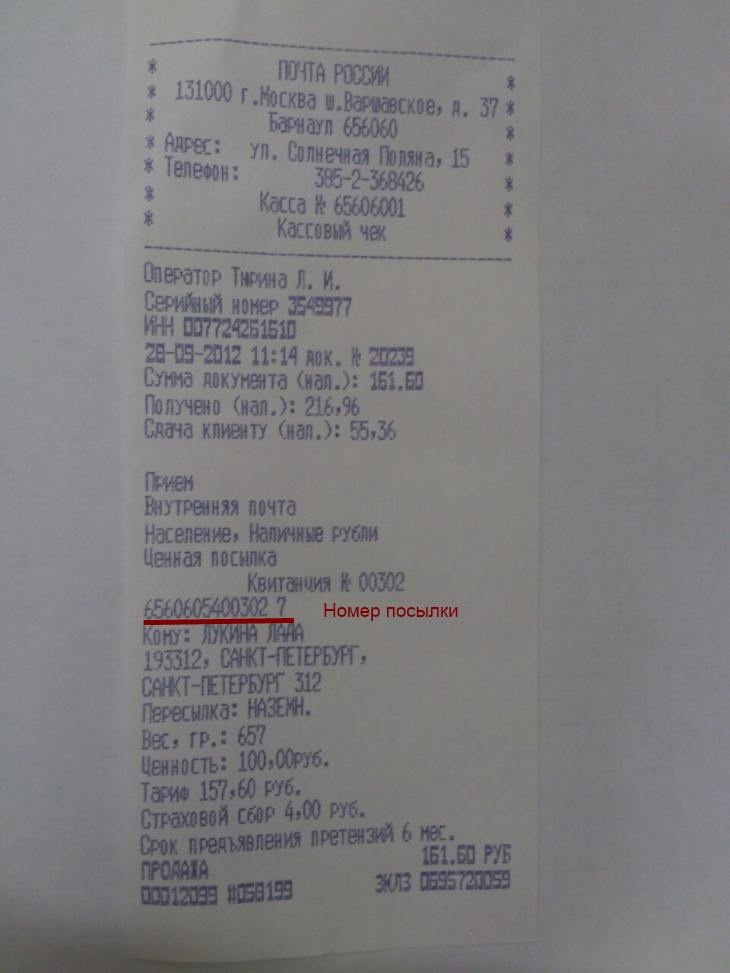 ПОЧТА РОССИИ
131000 г.Москва ш.Варшавское, д. 37
Барнаул 656060
Адрес: ул. Солнечная Поляна, 15
Телефон: 385-2-368426
Касса № 65606001
Кассовый чек
Оператор Тюрина Л. И.
Серийный номер 3549977
ИНН 007724261610
28-09-2012 11:14 док. № 20239
Сумма документа (нал.): 161.60
Получено (нал.): 216,96
Сдача клиенту (нал.): 55,36
Прием
Внутренняя почта
Население, Наличные рубли
Ценная посылка
Квитанция № 00302
6560605400302 7 Номер посылки
Кому: ЛУКИНА ЛАДА
193312, САНКТ-ПЕТЕРБУРГ,
САНКТ-ПЕТЕРБУРГ 312
Пересылка: НАЗЕМН.
Вес, гр.: 657
Ценность: 100,00руб.
Тариф 157,60 руб.
Страховой сбор 4,00 руб.
Срок предъявления претензий 6 мес.
161.60 РУБ
ПРОДАЖА
00012099 #058199 ЭКЛЗ 0695720059